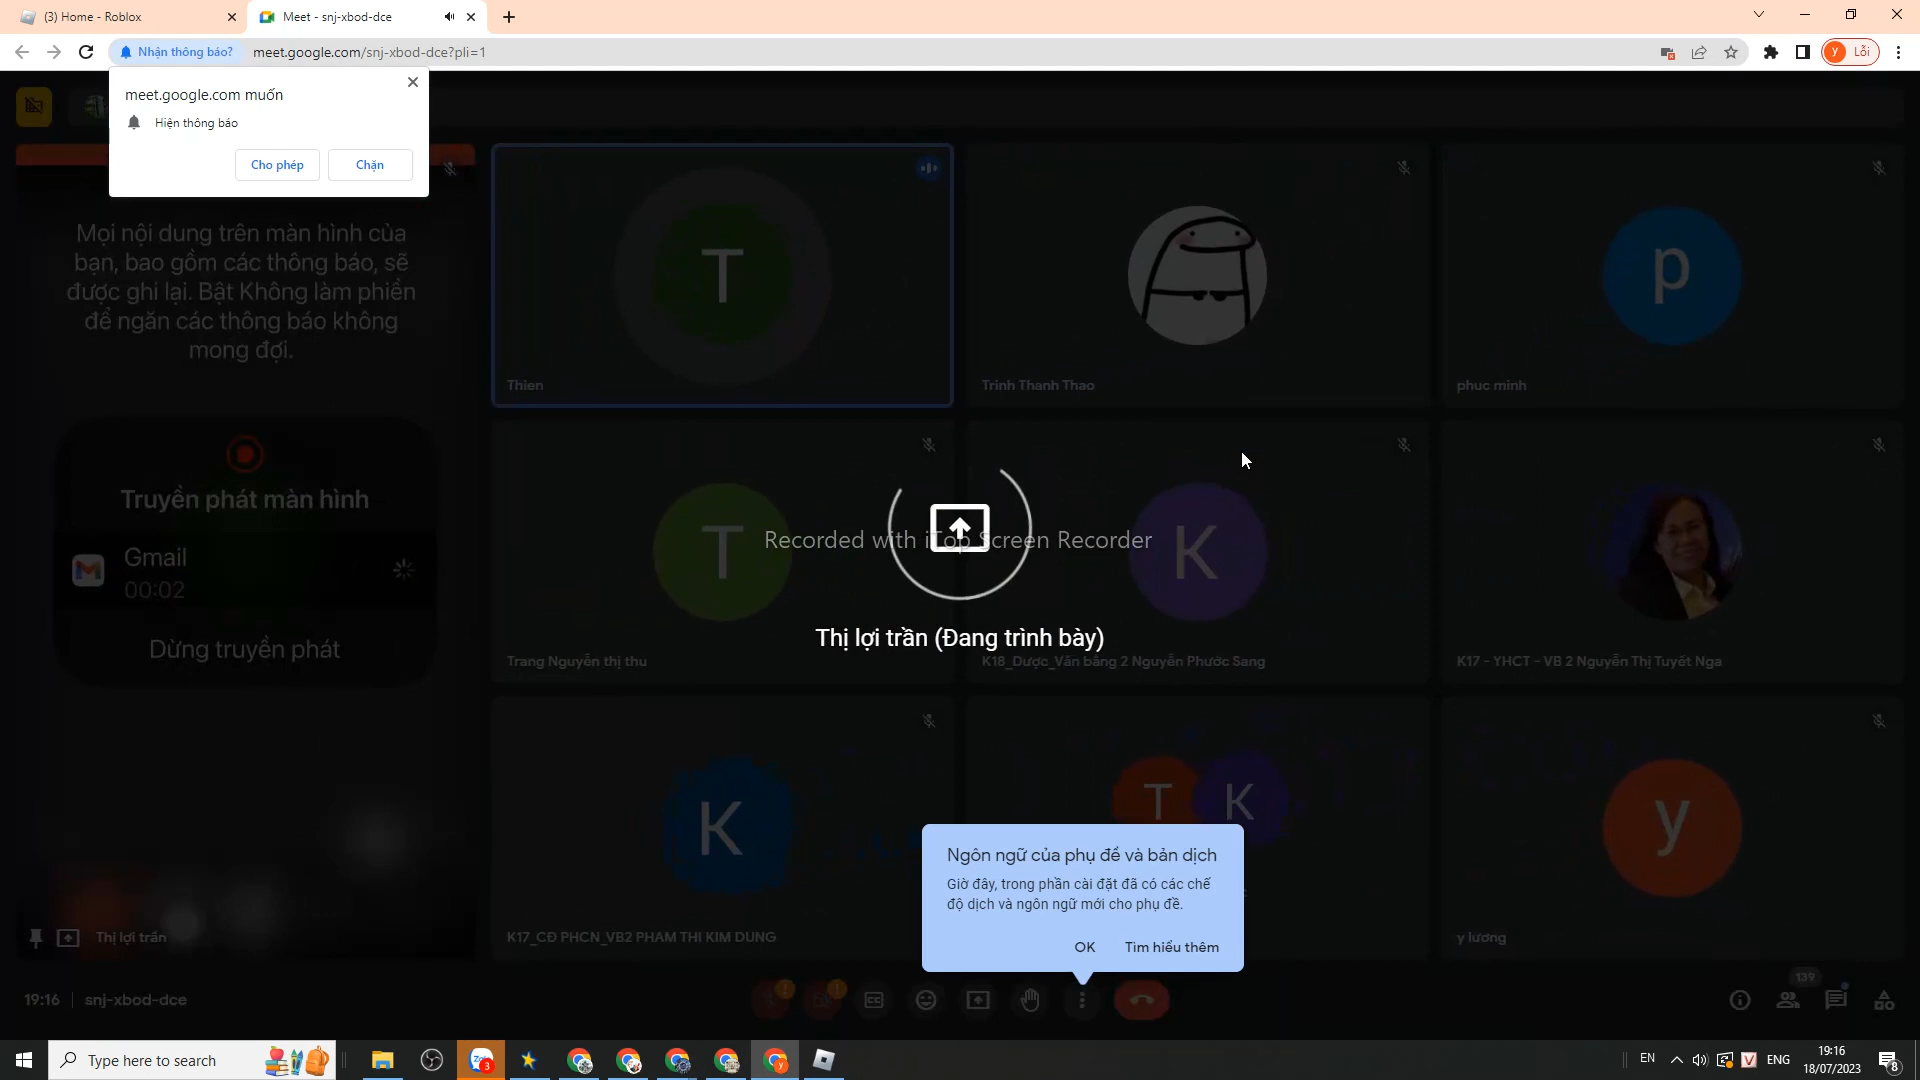 (3) Home - Roblox
Meet - snj-xbod-dce
Nhận thông báo?
meet.google.com/snj-xbod-dce?pli=1
y
Lỗi
meet.google.com muốn
Hiện thông báo
Cho phép
Chặn
Mọi nội dung trên màn hình của
bạn, bao gồm các thông báo, sẽ
được ghi lại. Bật Không làm phiền
để ngăn các thông báo không
mong đợi.
Truyền phát màn hình
Gmail
00:02
Dừng truyền phát
Thị lợi trần
T
Thien
Trinh Thanh Thao
p
phuc minh
T
Trang Nguyễn thị thu
K
K18_Dược_Văn bằng 2 Nguyễn Phước Sang
K17 - YHCT - VB 2 Nguyễn Thị Tuyết Nga
Recorded with iTop Screen Recorder
Thị lợi trần (Đang trình bày)
K
K17_CĐ PHCN_VB2 PHAM THI KIM DUNG
T K
y
y lương
Ngôn ngữ của phụ đề và bản dịch
Giờ đây, trong phần cài đặt đã có các chế
độ dịch và ngôn ngữ mới cho phụ đề.
OK
Tìm hiểu thêm
19:16
snj-xbod-dce
CC
139
Type here to search
Zalo
3
y
EN
V
ENG
19:16
18/07/2023
8